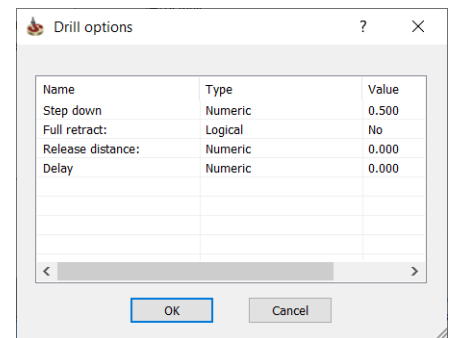 Drill options ? ×
Name Type Value
Step down Numeric 0.500
Full retract: Logical No
Release distance: Numeric 0.000
Delay Numeric 0.000
OK Cancel